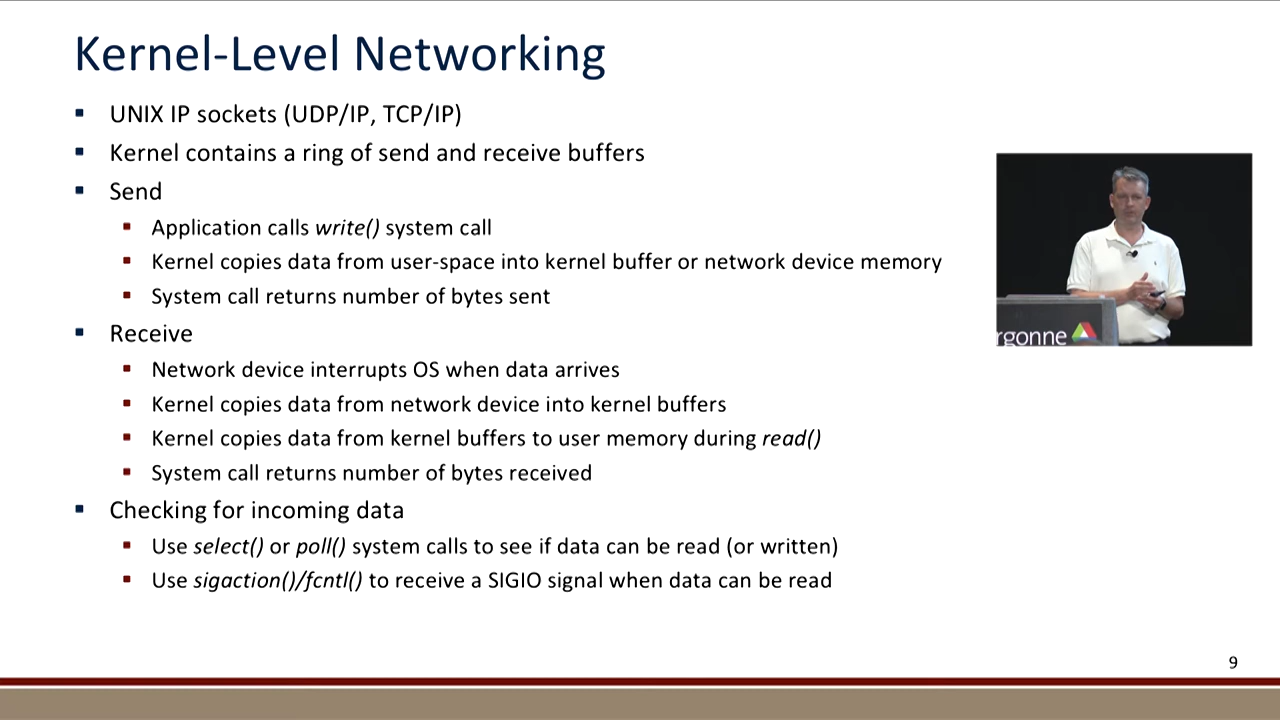 Kernel-Level Networking
UNIX IP sockets (UDP/IP, TCP/IP)
Kernel contains a ring of send and receive buffers
Send
Application calls write() system call
Kernel copies data from user-space into kernel buffer or network device memory
System call returns number of bytes sent
Receive
Network device interrupts OS when data arrives
Kernel copies data from network device into kernel buffers
Kernel copies data from kernel buffers to user memory during read()
System call returns number of bytes received
Checking for incoming data
Use select() or poll() system calls to see if data can be read (or written)
Use sigaction()/fcntl() to receive a SIGIO signal when data can be read
rgonne
9